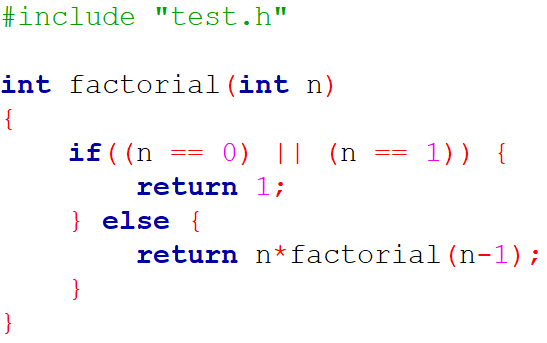 #include "test.h"

int factorial(int n)
{
    if((n == 0) || (n == 1)) {
        return 1;
    } else {
        return n*factorial(n-1);
    }
}